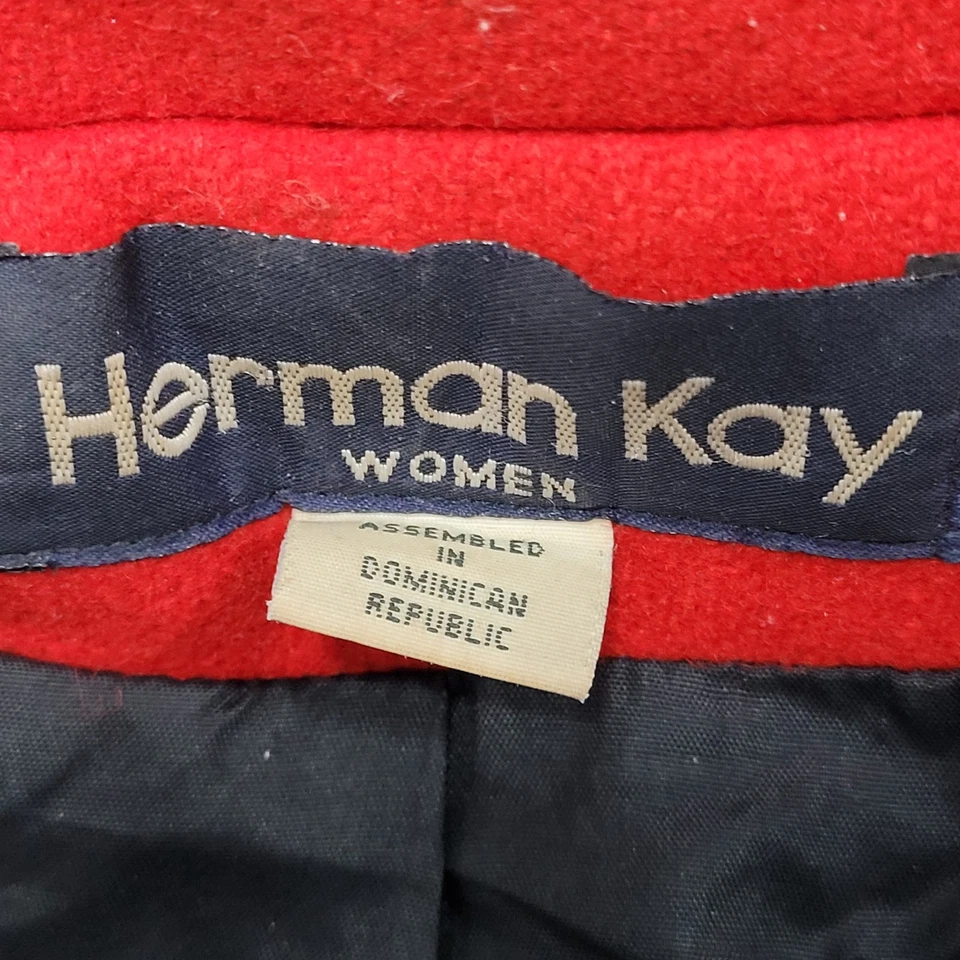 Herman Kay
WOMEN
ASSEMBLED
IN
DOMINICAN
REPUBLIC